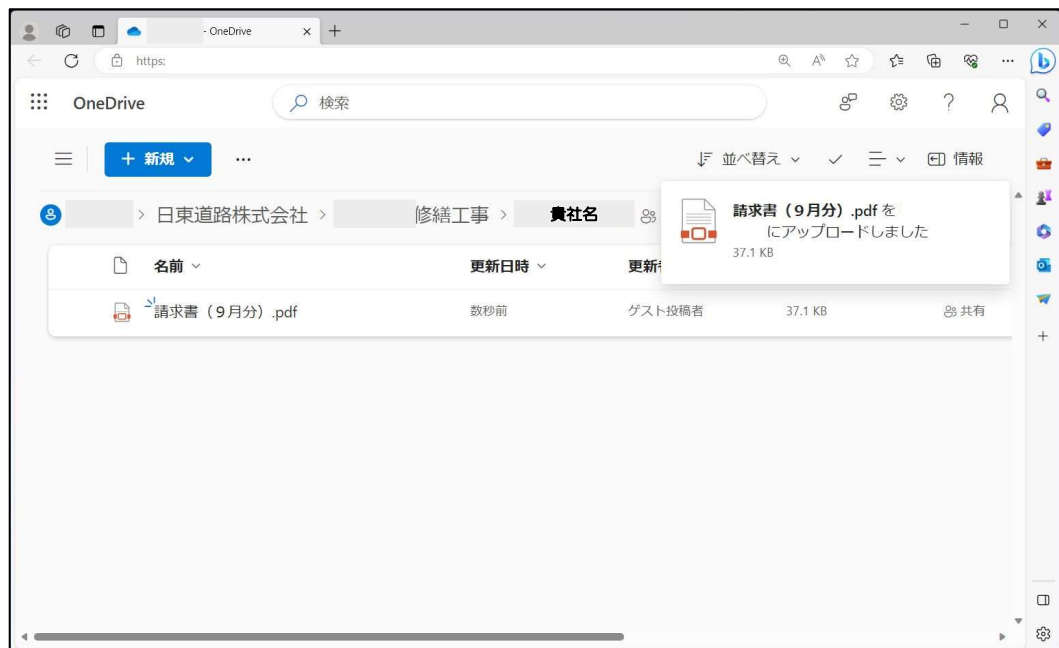 - OneDrive
https:
OneDrive
検索
+ 新規
...
並べ替え
情報
> 日東道路株式会社 > 修繕工事 > 貴社名
請求書（９月分）.pdf を
にアップロードしました
37.1 KB
名前
更新日時
更新
請求書（９月分）.pdf
数秒前
ゲスト投稿者
37.1 KB
共有